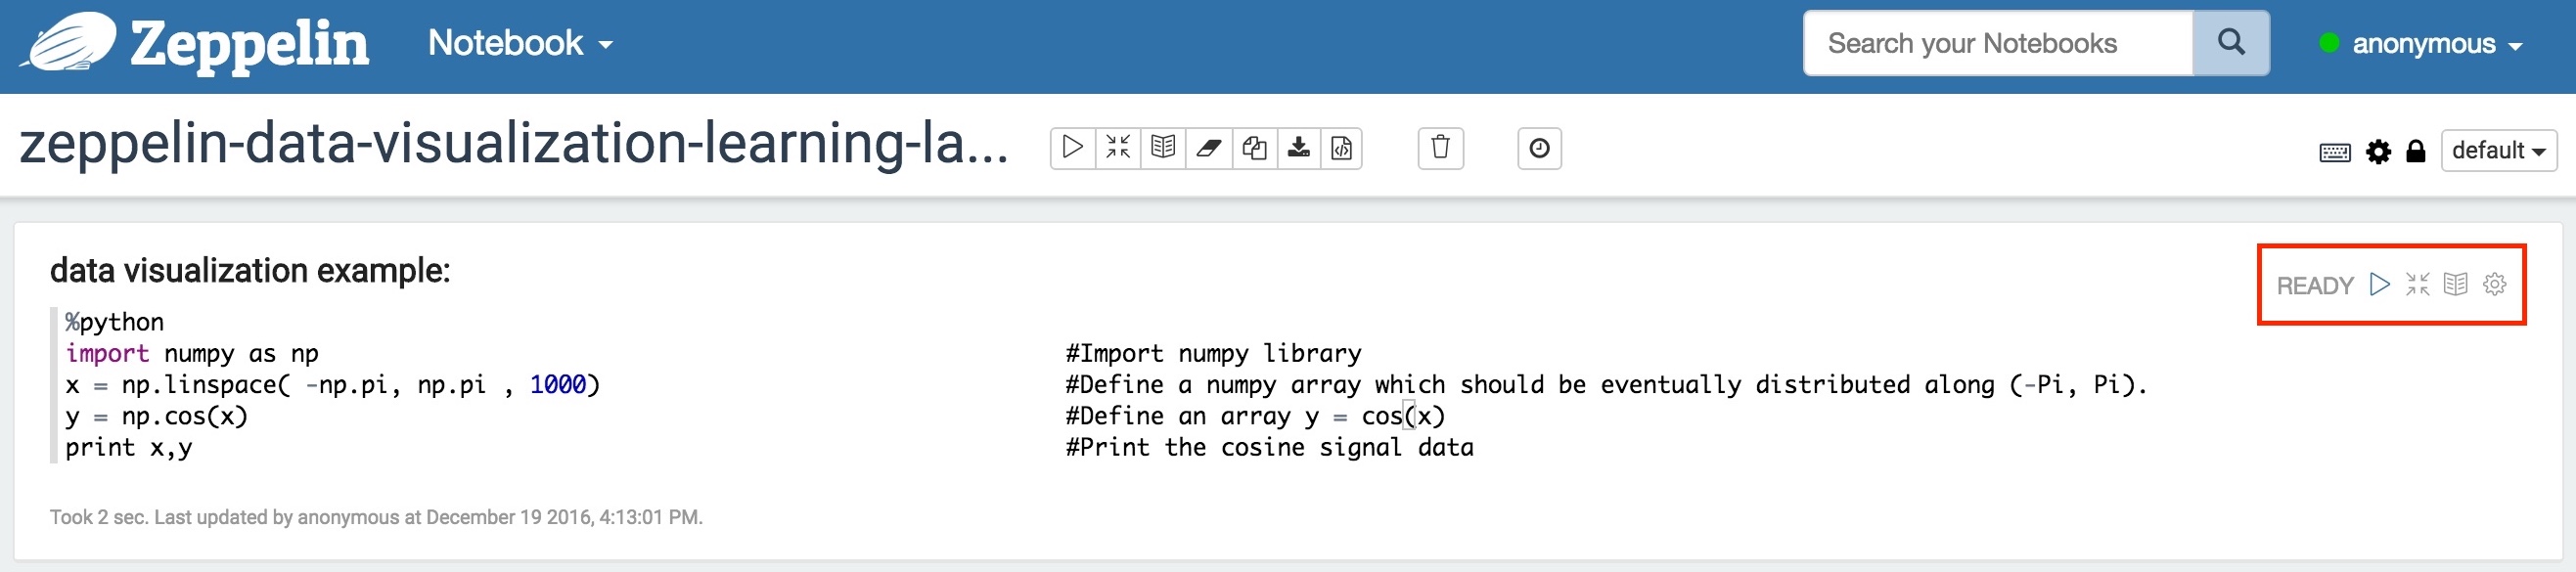 Zeppelin Notebook Search your Notebooks anonymous
zeppelin-data-visualization-learning-la... default
data visualization example: READY
%python
import numpy as np #Import numpy library
x = np.linspace( -np.pi, np.pi , 1000) #Define a numpy array which should be eventually distributed along (-Pi, Pi).
y = np.cos(x) #Define an array y = cos(x)
print x,y #Print the cosine signal data
Took 2 sec. Last updated by anonymous at December 19 2016, 4:13:01 PM.